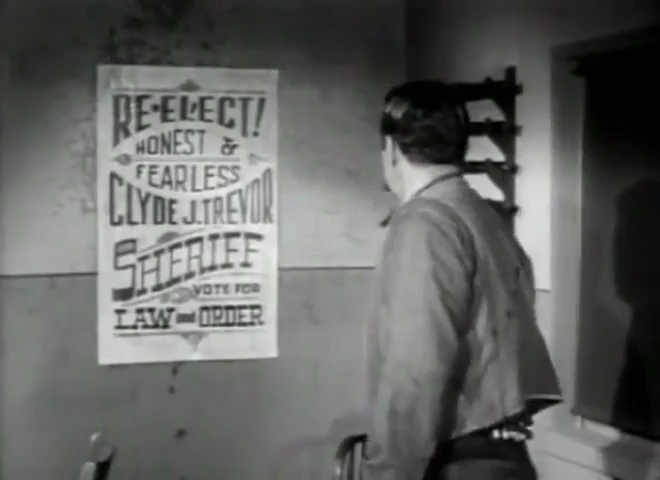 RE-ELECT!
HONEST &
FEARLESS
CLYDE J. TREVOR
SHERIFF
VOTE FOR
LAW and ORDER